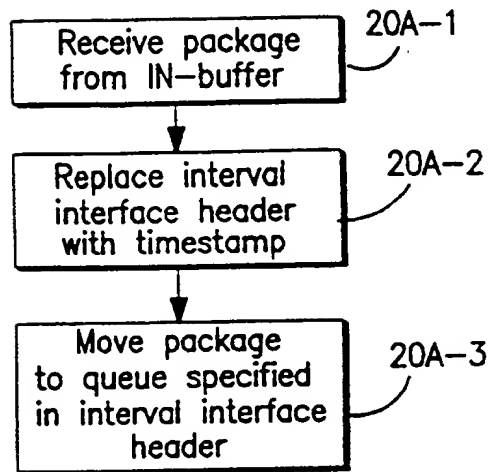 Receive package
from IN-buffer
20A-1
Replace interval
interface header
with timestamp
20A-2
Move package
to queue specified
in interval interface
header
20A-3